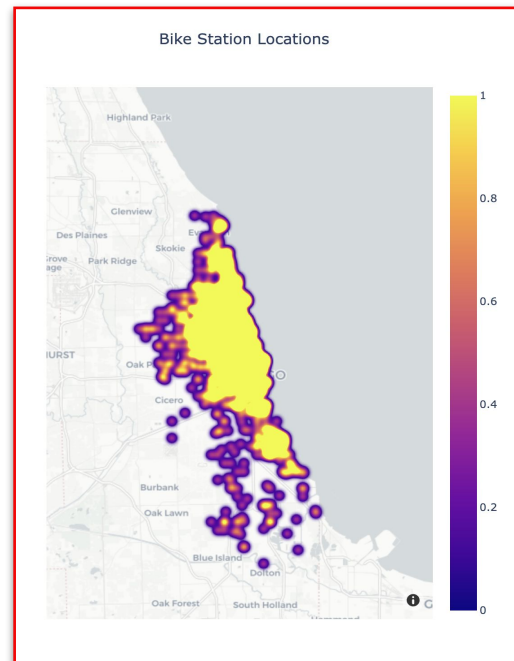 Bike Station Locations
Highland Park
Glenview
Des Plaines
Skokie
Park Ridge
Cicero
Burbank
Oak Lawn
Blue Island
Dolton
Oak Forest
South Holland
1
0.8
0.6
0.4
0.2
0